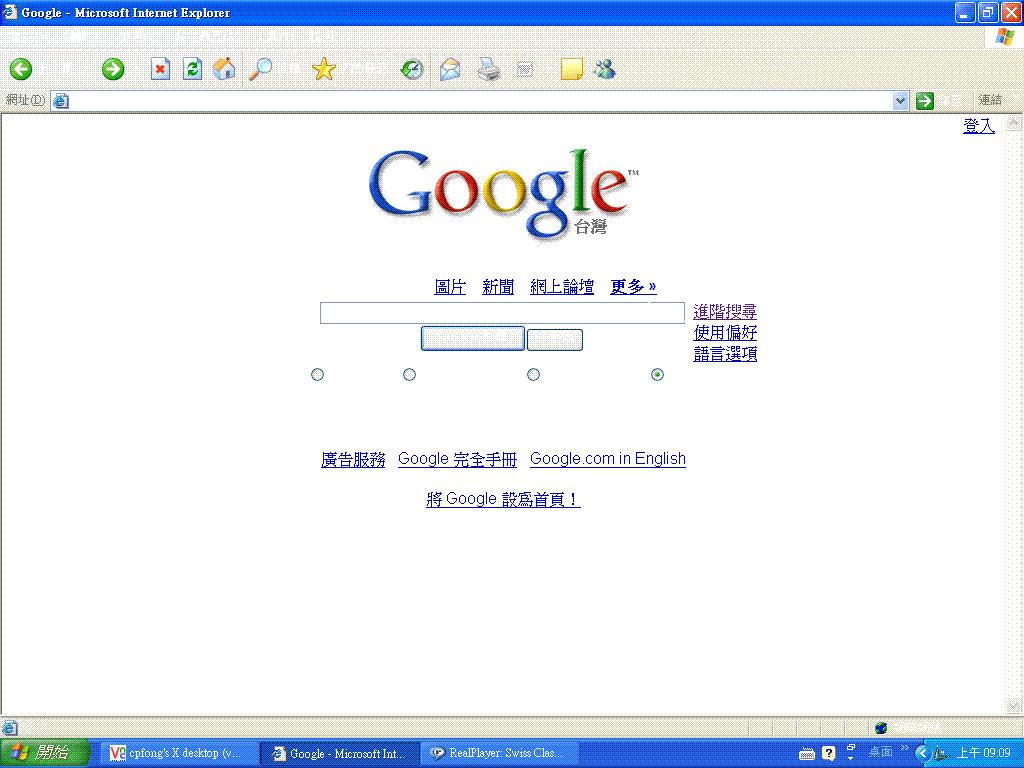 Google - Microsoft Internet Explorer
網址(D)
連結
登入
Google™
台灣
圖片 新聞 網上論壇 更多 »
進階搜尋
使用偏好
語言選項
廣告服務 Google 完全手冊 Google.com in English
將 Google 設為首頁！
開始 cpfong's X desktop (v... Google - Microsoft Int... RealPlayer: Swiss Clas... 桌面 » 上午 09:09